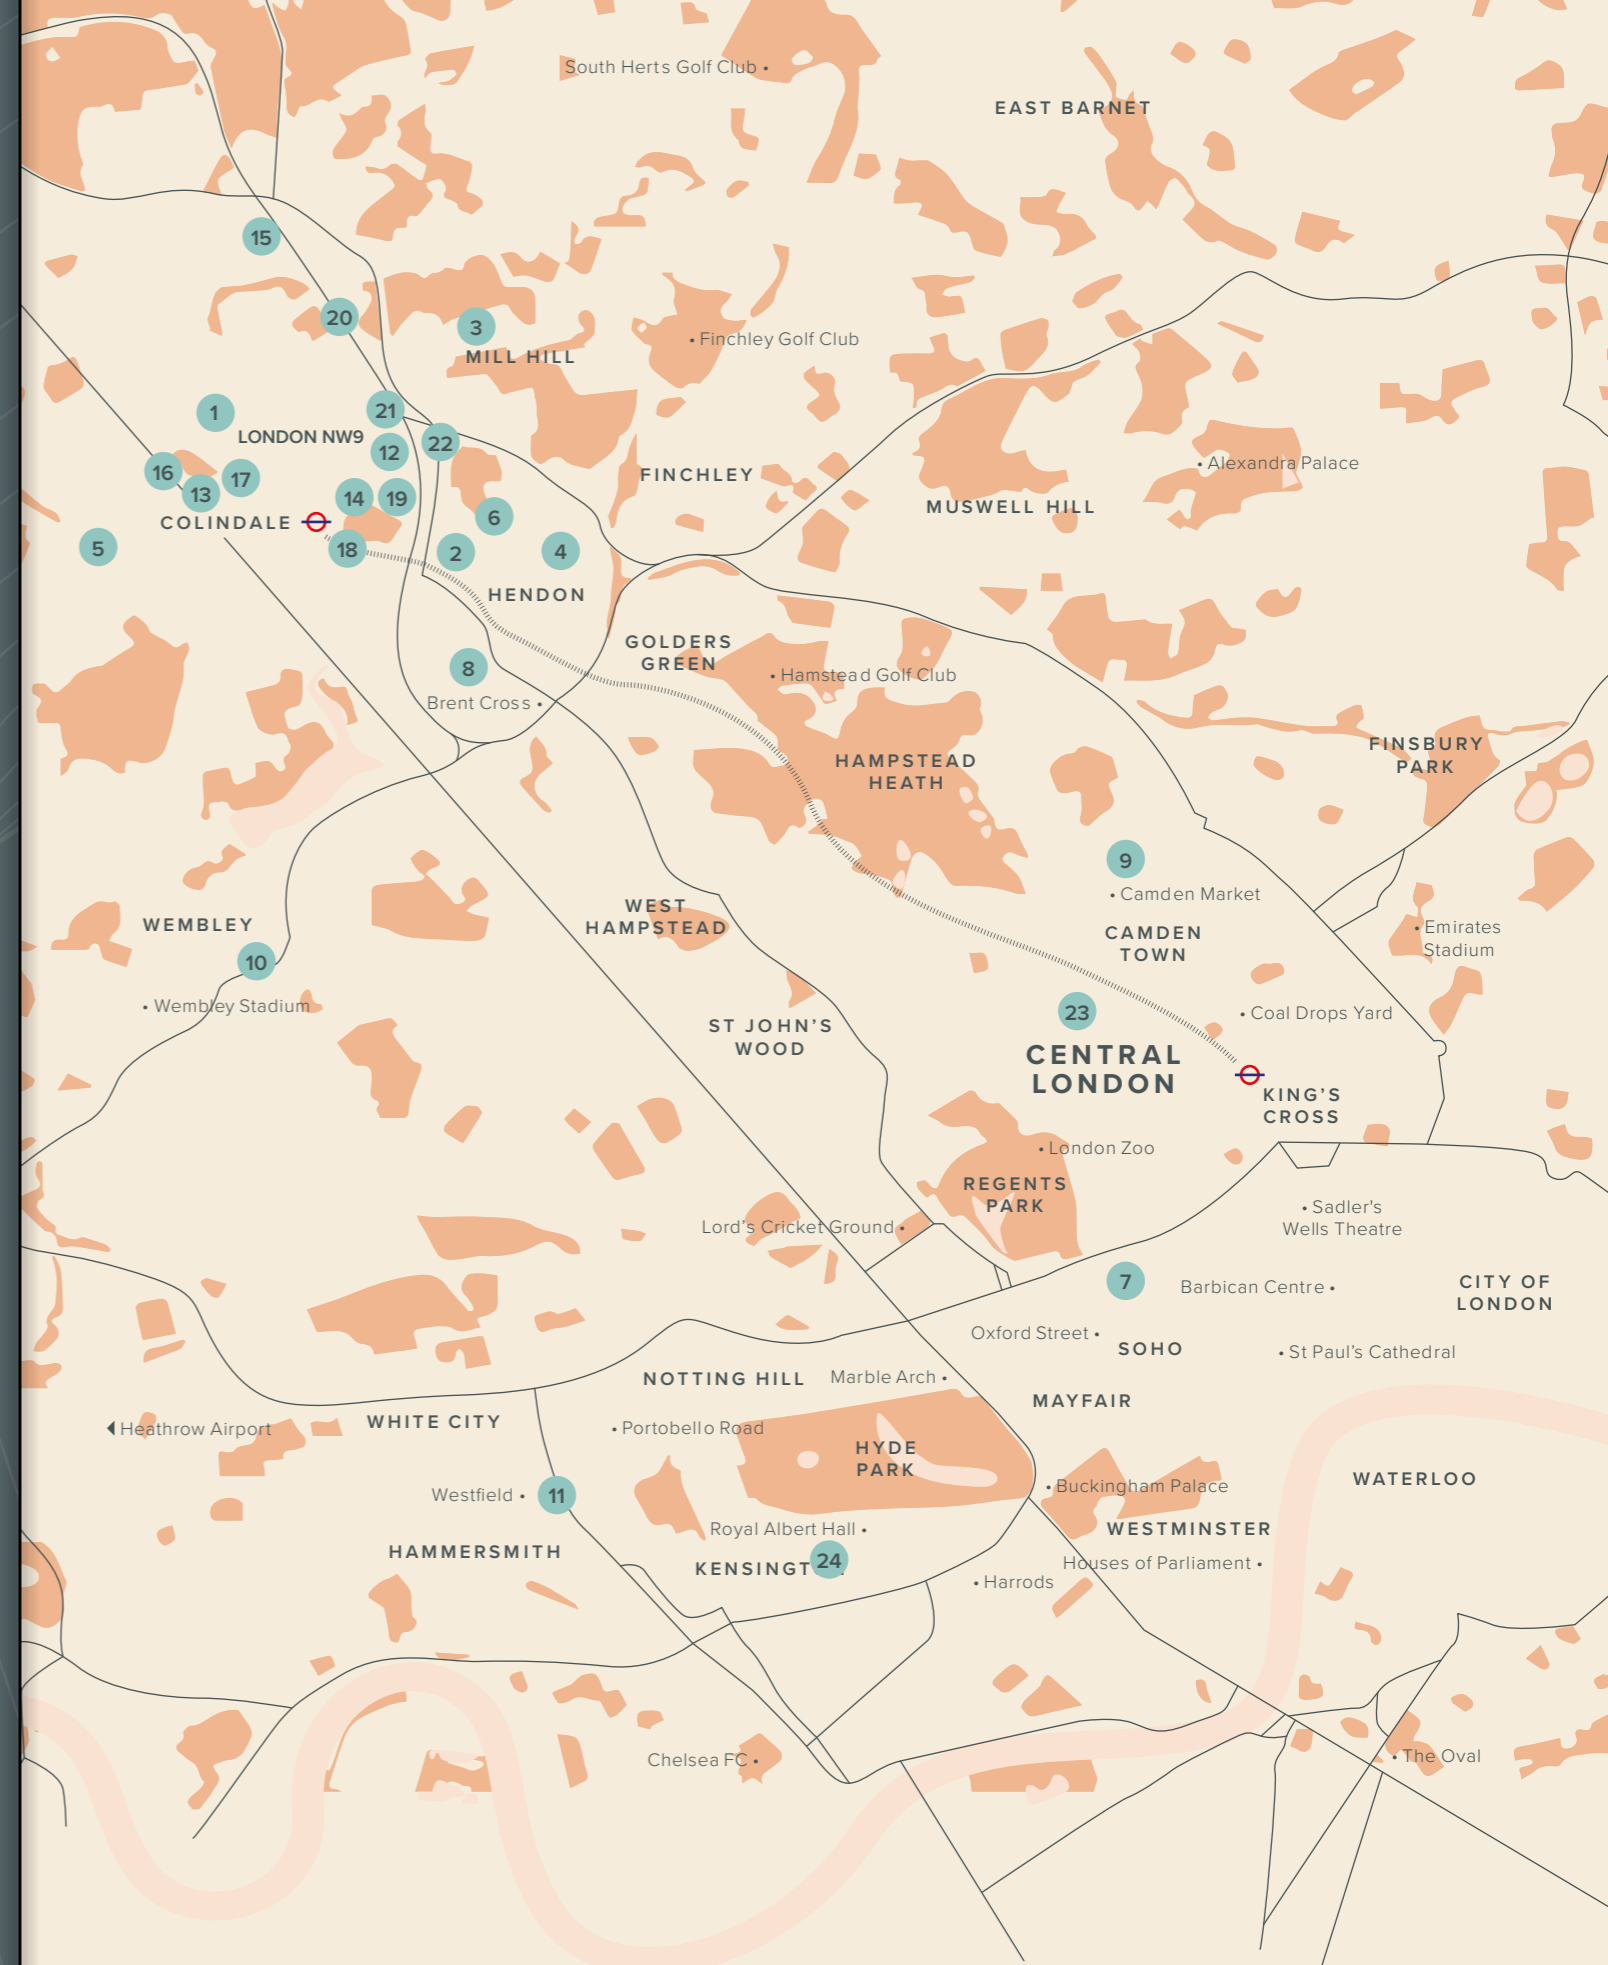 South Herts Golf Club •
EAST BARNET
15
20
3
MILL HILL
• Finchley Golf Club
1
21
LONDON NW9
22
12
16
17
13
14
19
FINCHLEY
• Alexandra Palace
MUSWELL HILL
COLINDALE
6
5
18
2
4
HENDON
GOLDERS
GREEN
• Hamstead Golf Club
8
Brent Cross •
HAMPSTEAD
HEATH
FINSBURY
PARK
9
• Camden Market
WEST
HAMPSTEAD
WEMBLEY
CAMDEN
TOWN
• Emirates
Stadium
10
• Wembley Stadium
23
• Coal Drops Yard
ST JOHN’S
WOOD
CENTRAL
LONDON
KING’S
CROSS
• London Zoo
REGENTS
PARK
• Sadler's
Wells Theatre
Lord’s Cricket Ground •
7
Barbican Centre •
CITY OF
LONDON
Oxford Street •
SOHO
• St Paul’s Cathedral
NOTTING HILL
Marble Arch •
MAYFAIR
WHITE CITY
Heathrow Airport
• Portobello Road
HYDE
PARK
WATERLOO
Westfield •
11
• Buckingham Palace
Royal Albert Hall •
WESTMINSTER
HAMMERSMITH
KENSINGT
24
Houses of Parliament •
• Harrods
Chelsea FC •
• The Oval